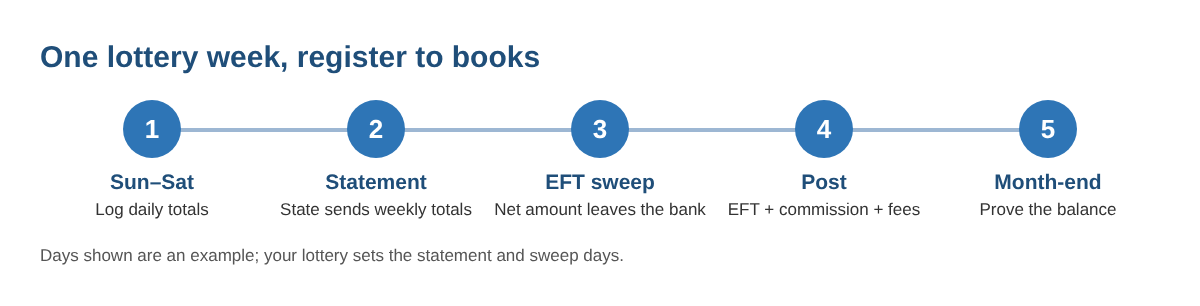 One lottery week, register to books
1 2 3 4 5
Sun–Sat Statement EFT sweep Post Month-end
Log daily totals State sends weekly totals Net amount leaves the bank EFT + commission + fees Prove the balance
Days shown are an example; your lottery sets the statement and sweep days.